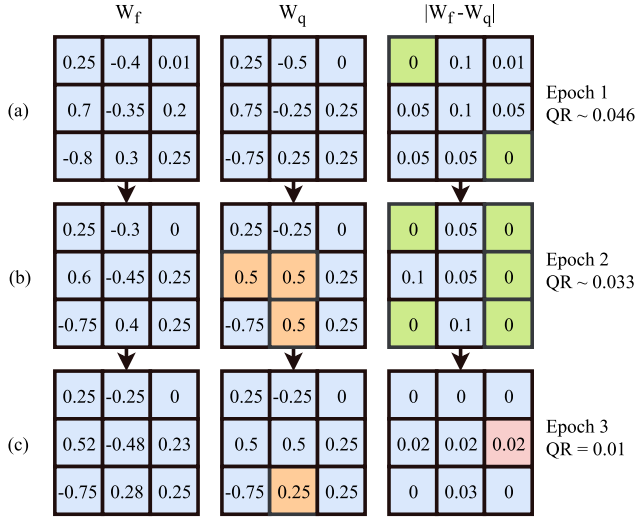 W_f W_q |W_f -W_q|
0.25 -0.4 0.01 0.25 -0.5 0 0 0.1 0.01
(a) 0.7 -0.35 0.2 0.75 -0.25 0.25 0.05 0.1 0.05 Epoch 1
QR ~ 0.046
-0.8 0.3 0.25 -0.75 0.25 0.25 0.05 0.05 0
0.25 -0.3 0 0.25 -0.25 0 0 0.05 0
(b) 0.6 -0.45 0.25 0.5 0.5 0.25 0.1 0.05 0 Epoch 2
QR ~ 0.033
-0.75 0.4 0.25 -0.75 0.5 0.25 0 0.1 0
0.25 -0.25 0 0.25 -0.25 0 0 0 0
(c) 0.52 -0.48 0.23 0.5 0.5 0.25 0.02 0.02 0.02 Epoch 3
QR = 0.01
-0.75 0.28 0.25 -0.75 0.25 0.25 0 0.03 0